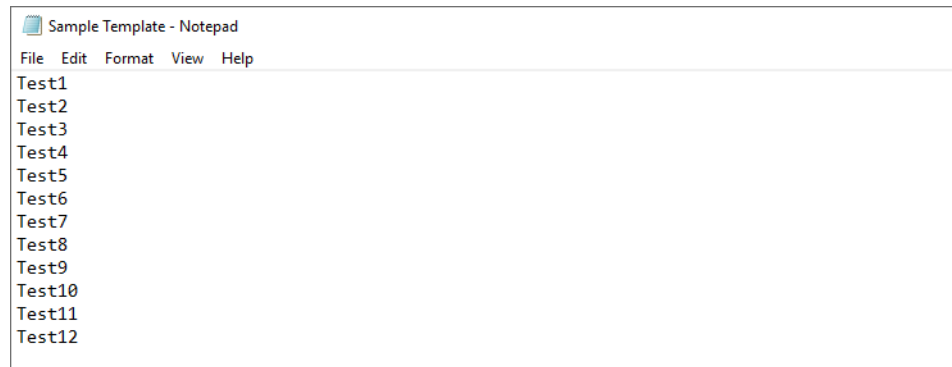 Sample Template - Notepad
File Edit Format View Help
Test1
Test2
Test3
Test4
Test5
Test6
Test7
Test8
Test9
Test10
Test11
Test12